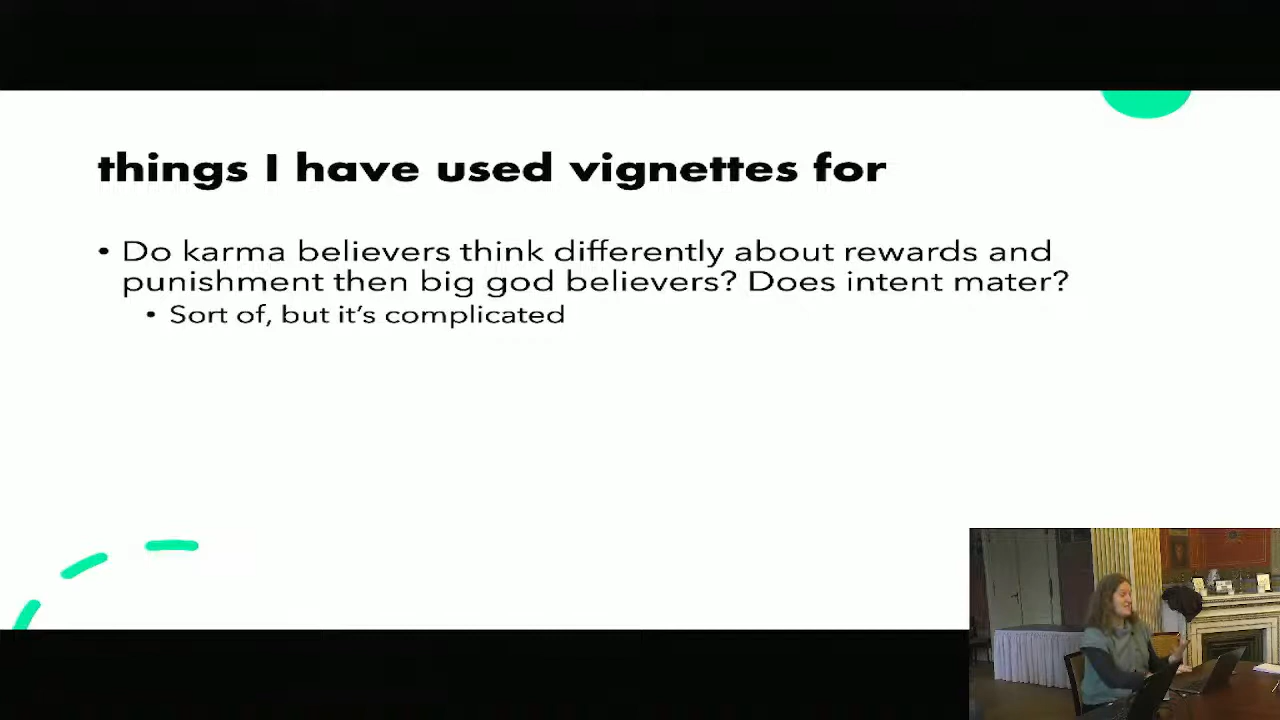 things I have used vignettes for
• Do karma believers think differently about rewards and
punishment then big god believers? Does intent mater?
• Sort of, but it's complicated